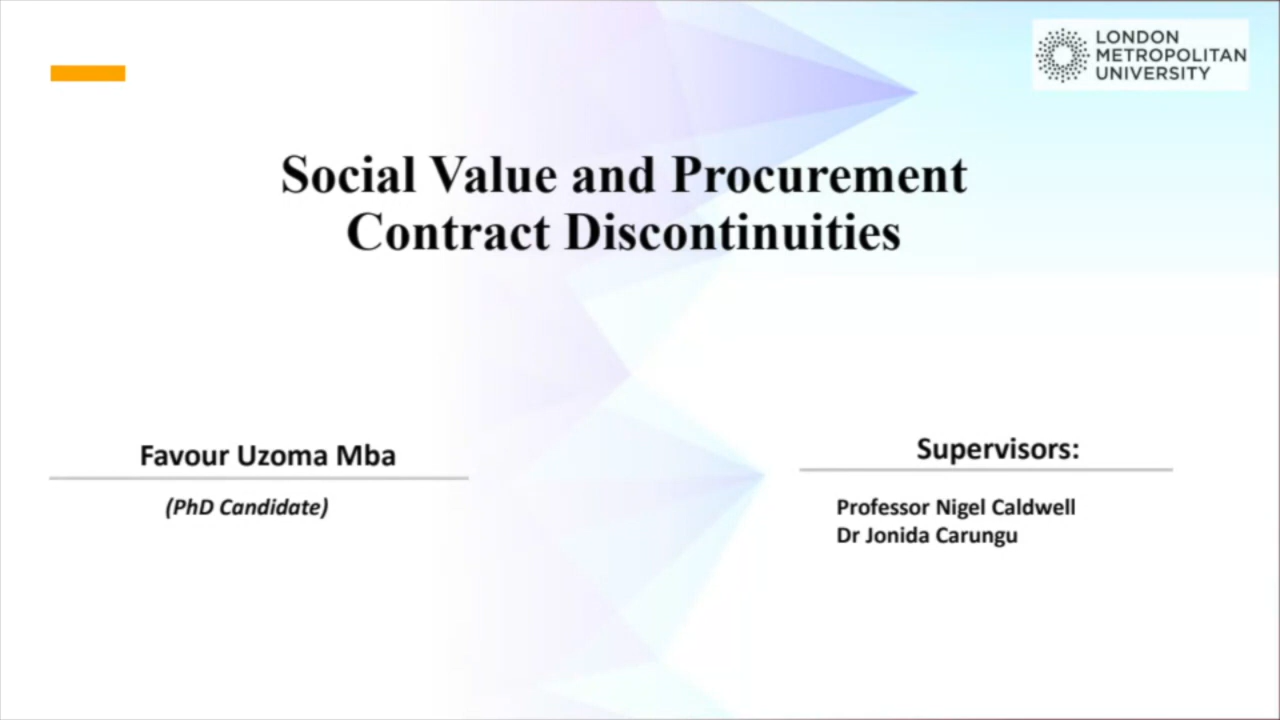 LONDON
METROPOLITAN
UNIVERSITY
Social Value and Procurement
Contract Discontinuities
Favour Uzoma Mba
(PhD Candidate)
Supervisors:
Professor Nigel Caldwell
Dr Jonida Carungu